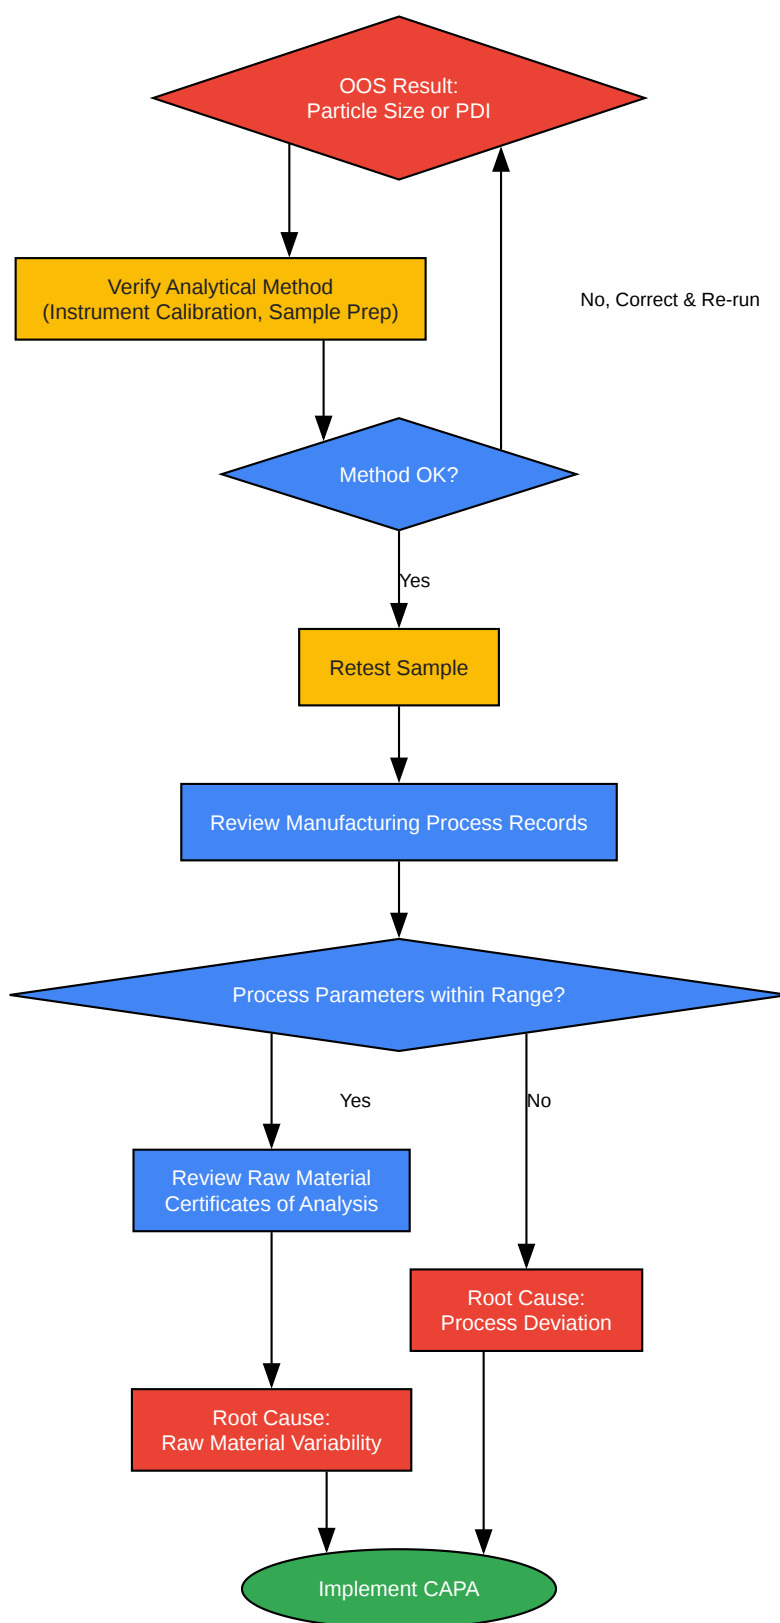 OOS Result:
Particle Size or PDI
Verify Analytical Method
(Instrument Calibration, Sample Prep)
No, Correct & Re-run
Method OK?
Yes
Retest Sample
Review Manufacturing Process Records
Process Parameters within Range?
Yes
No
Review Raw Material
Certificates of Analysis
Root Cause:
Process Deviation
Root Cause:
Raw Material Variability
Implement CAPA